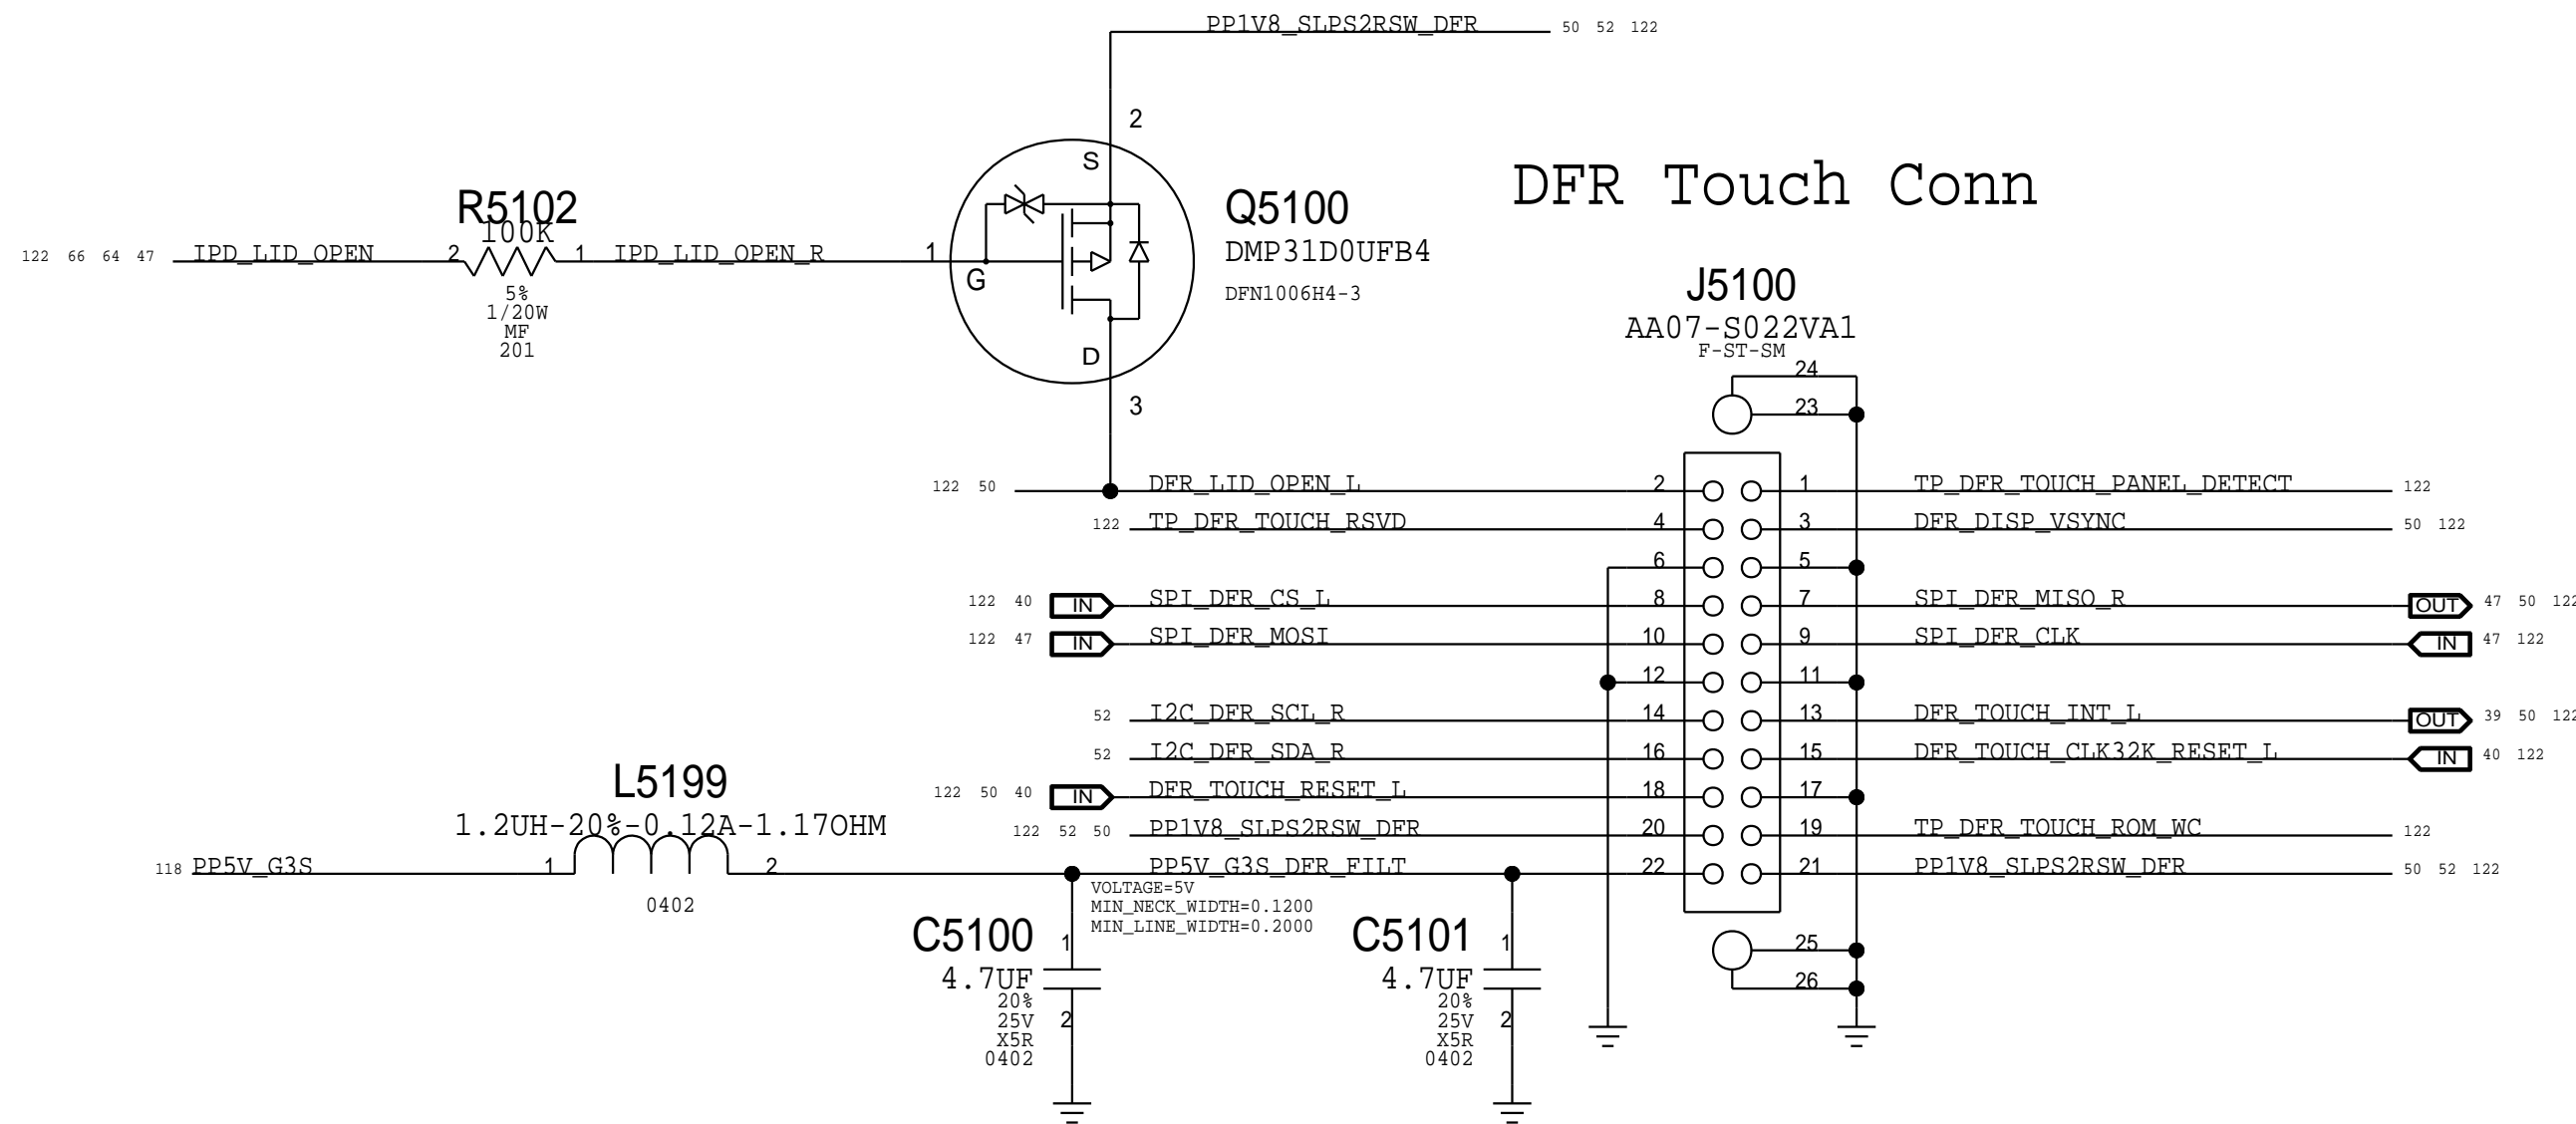 PP1V8_SLPS2RSW_DFR 50 52 122
2
S
DFR Touch Conn
R5102
100K
Q5100
DMP31D0UFB4
DFN1006H4-3
122 66 64 47 IPD_LID_OPEN 2 1 IPD_LID_OPEN_R 1
G
5%
1/20W
MF
201
D
3
J5100
AA07-S022VA1
F-ST-SM
24
23
122 50 DFR_LID_OPEN_L 2 1 TP_DFR_TOUCH_PANEL_DETECT 122
122 TP_DFR_TOUCH_RSVD 4 3 DFR_DISP_VSYNC 50 122
6 5
122 40 IN SPI_DFR_CS_L 8 7 SPI_DFR_MISO_R OUT 47 50 122
122 47 IN SPI_DFR_MOSI 10 9 SPI_DFR_CLK IN 47 122
12 11
52 I2C_DFR_SCL_R 14 13 DFR_TOUCH_INT_L OUT 39 50 122
52 I2C_DFR_SDA_R 16 15 DFR_TOUCH_CLK32K_RESET_L IN 40 122
122 50 40 IN DFR_TOUCH_RESET_L 18 17
122 52 50 PP1V8_SLPS2RSW_DFR 20 19 TP_DFR_TOUCH_ROM_WC 122
L5199
1.2UH-20%-0.12A-1.17OHM
118 PP5V_G3S 1 2 PP5V_G3S_DFR_FILT 22 21 PP1V8_SLPS2RSW_DFR 50 52 122
0402
VOLTAGE=5V
MIN_NECK_WIDTH=0.1200
MIN_LINE_WIDTH=0.2000
C5100
1
4.7UF
20%
25V
X5R
0402
2
C5101
1
4.7UF
20%
25V
X5R
0402
2
25
26